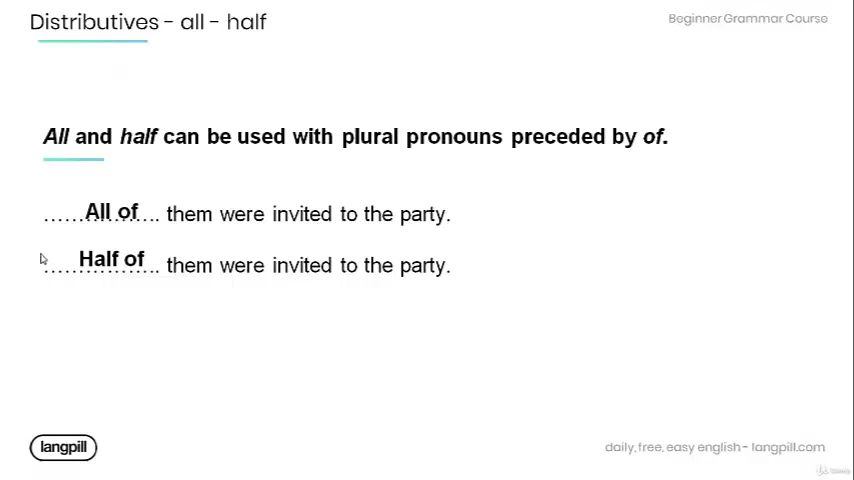 Distributives - all - half
Beginner Grammar Course
All and half can be used with plural pronouns preceded by of.
......All of.... them were invited to the party.
......Half of.... them were invited to the party.
langpill
daily, free, easy english - langpill.com
Udemy